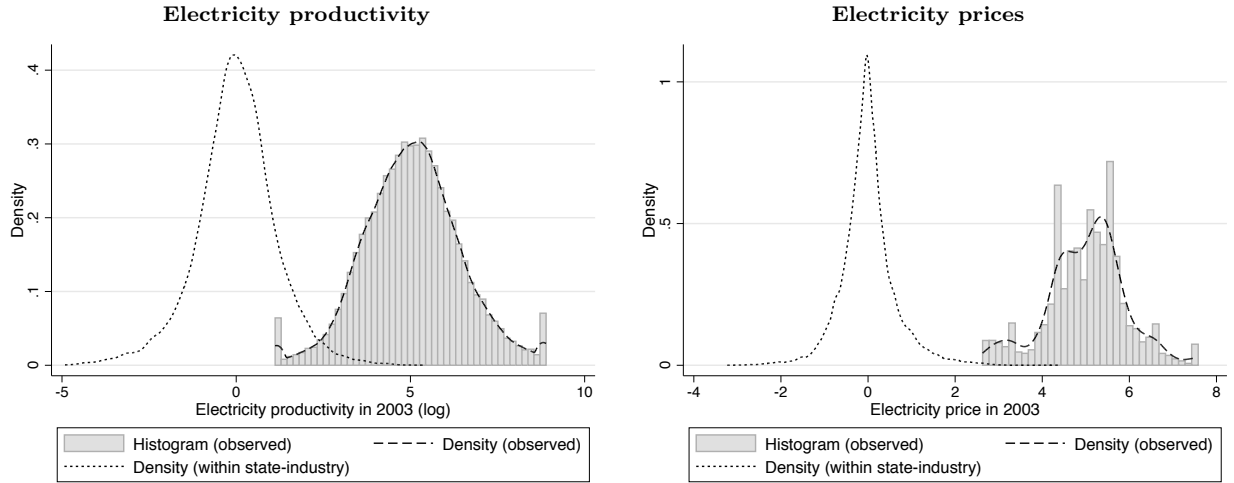 Electricity productivity
Electricity prices
Density
0
.1
.2
.3
.4
-5
0
5
10
Electricity productivity in 2003 (log)
Histogram (observed)
Density (observed)
Density (within state-industry)
Density
0
.5
1
-4
-2
0
2
4
6
8
Electricity price in 2003
Histogram (observed)
Density (observed)
Density (within state-industry)